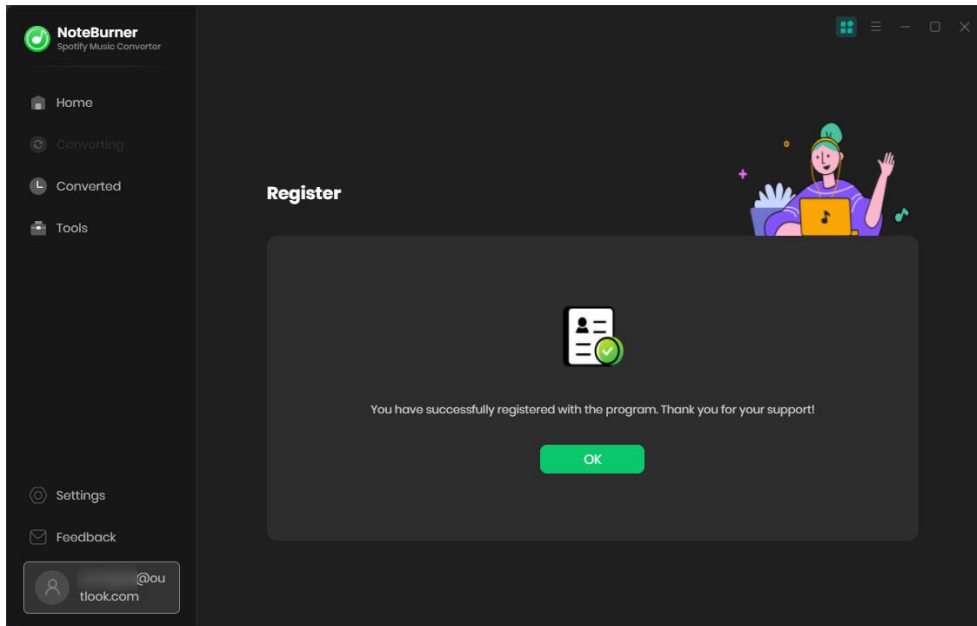 NoteBurner
Spotify Music Converter
Home
Converting
Converted
Tools
Register
You have successfully registered with the program. Thank you for your support!
OK
Settings
Feedback
@ou
tlook.com